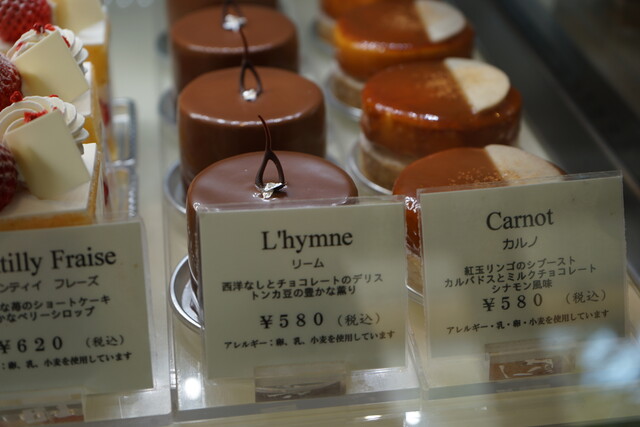 tilly Fraise
ンティイ フレーズ
な苺のショートケーキ
かなベリーシロップ
￥620 (税込)
：卵、乳、小麦を使用しています
L'hymne
リーム
西洋なしとチョコレートのデリス
トンカ豆の豊かな薫り
￥580 (税込)
アレルギー：卵、乳、小麦を使用しています
Carnot
カルノ
紅玉リンゴのシブースト
カルバドスとミルクチョコレート
シナモン風味
￥580 (税込)
アレルギー：乳・卵・小麦を使用しています